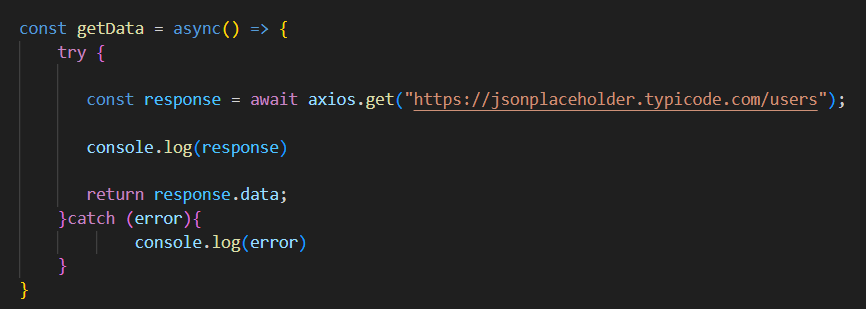 const getData = async() => {
    try {
        const response = await axios.get("https://jsonplaceholder.typicode.com/users");
        console.log(response)
        return response.data;
    }catch (error){
            console.log(error)
    }
}